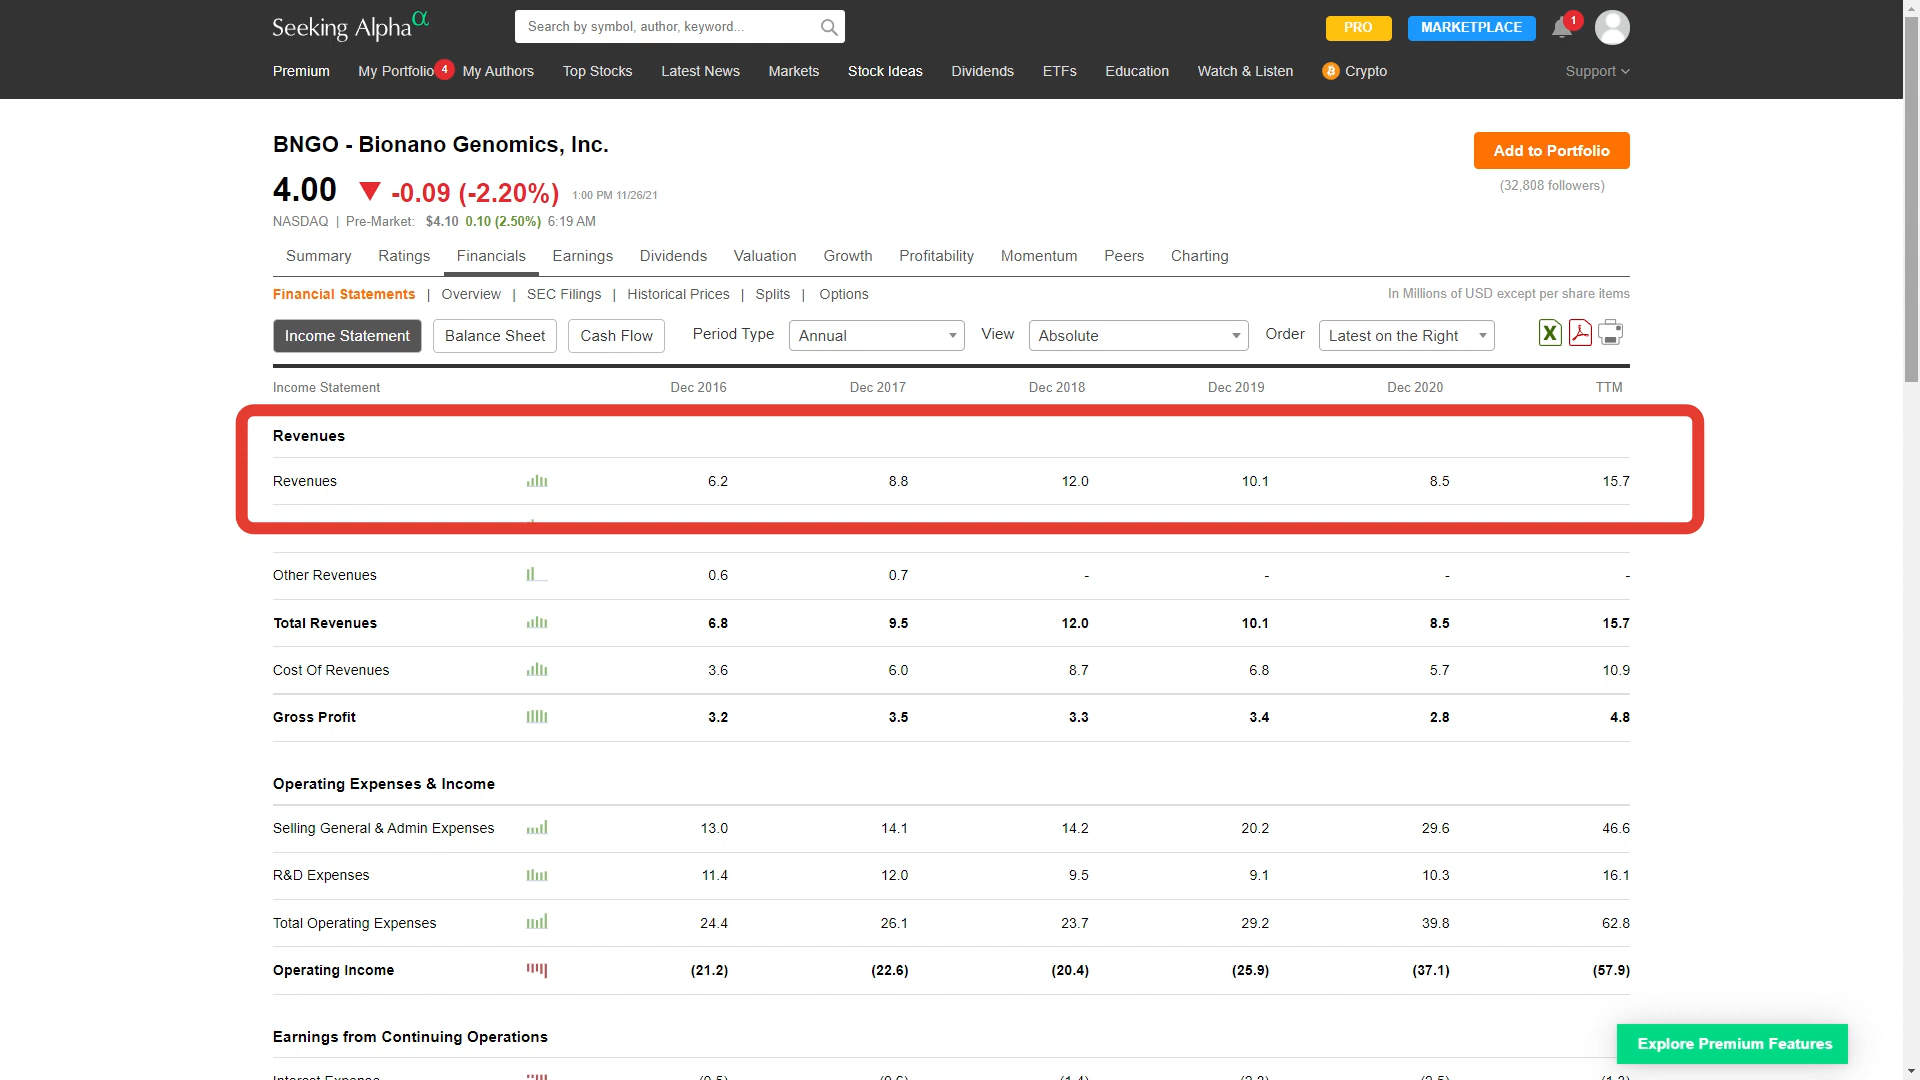 Seeking Alpha α
Search by symbol, author, keyword...
PRO MARKETPLACE 1
Premium My Portfolio 4 My Authors Top Stocks Latest News Markets Stock Ideas Dividends ETFs Education Watch & Listen Crypto Support
BNGO - Bionano Genomics, Inc.
Add to Portfolio
4.00 -0.09 (-2.20%) 1:00 PM 11/26/21
(32,808 followers)
NASDAQ | Pre-Market: $4.10 0.10 (2.50%) 6:19 AM
Summary Ratings Financials Earnings Dividends Valuation Growth Profitability Momentum Peers Charting
Financial Statements | Overview | SEC Filings | Historical Prices | Splits | Options In Millions of USD except per share items
Income Statement Balance Sheet Cash Flow Period Type Annual View Absolute Order Latest on the Right
Income Statement Dec 2016 Dec 2017 Dec 2018 Dec 2019 Dec 2020 TTM
Revenues
Revenues 6.2 8.8 12.0 10.1 8.5 15.7
Other Revenues 0.6 0.7 - - - -
Total Revenues 6.8 9.5 12.0 10.1 8.5 15.7
Cost Of Revenues 3.6 6.0 8.7 6.8 5.7 10.9
Gross Profit 3.2 3.5 3.3 3.4 2.8 4.8
Operating Expenses & Income
Selling General & Admin Expenses 13.0 14.1 14.2 20.2 29.6 46.6
R&D Expenses 11.4 12.0 9.5 9.1 10.3 16.1
Total Operating Expenses 24.4 26.1 23.7 29.2 39.8 62.8
Operating Income (21.2) (22.6) (20.4) (25.9) (37.1) (57.9)
Earnings from Continuing Operations
Explore Premium Features